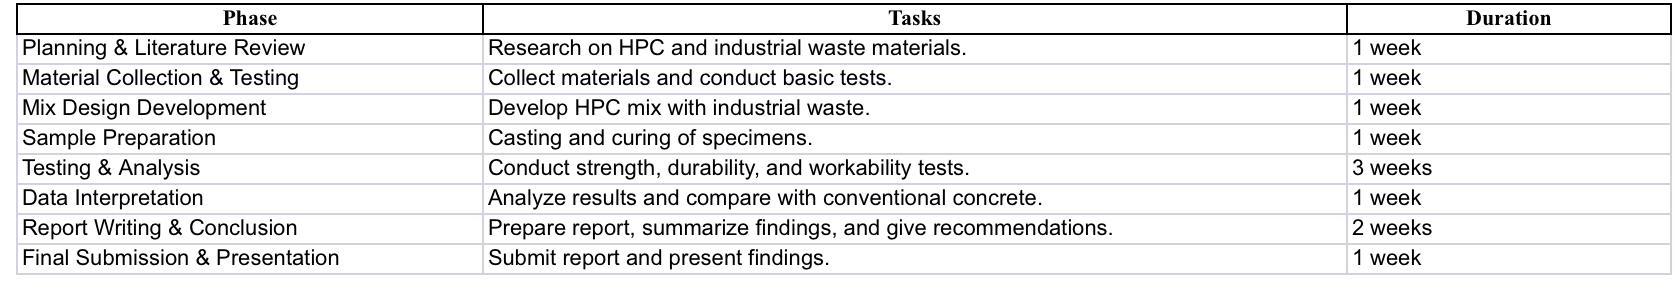 Phase Tasks Duration
Planning & Literature Review Research on HPC and industrial waste materials. 1 week
Material Collection & Testing Collect materials and conduct basic tests. 1 week
Mix Design Development Develop HPC mix with industrial waste. 1 week
Sample Preparation Casting and curing of specimens. 1 week
Testing & Analysis Conduct strength, durability, and workability tests. 3 weeks
Data Interpretation Analyze results and compare with conventional concrete. 1 week
Report Writing & Conclusion Prepare report, summarize findings, and give recommendations. 2 weeks
Final Submission & Presentation Submit report and present findings. 1 week